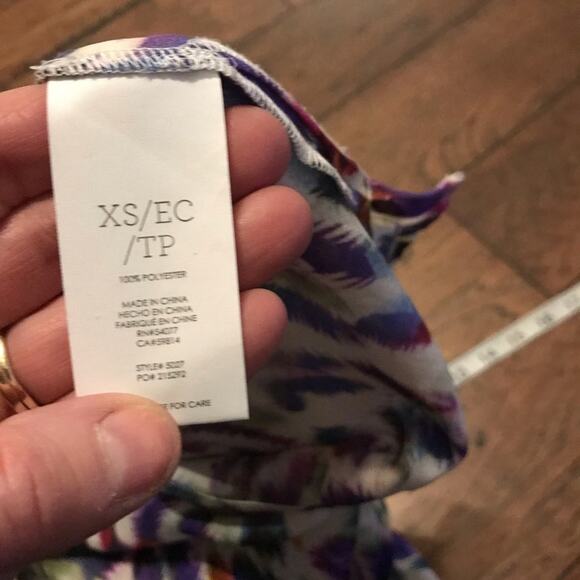 XS/EC
/TP
100% POLYESTER
MADE IN CHINA
HECHO EN CHINA
FABRIQUÉ EN CHINE
RN#54077
CA#59814
STYLE# 5027
PO# 215292
FOR CARE